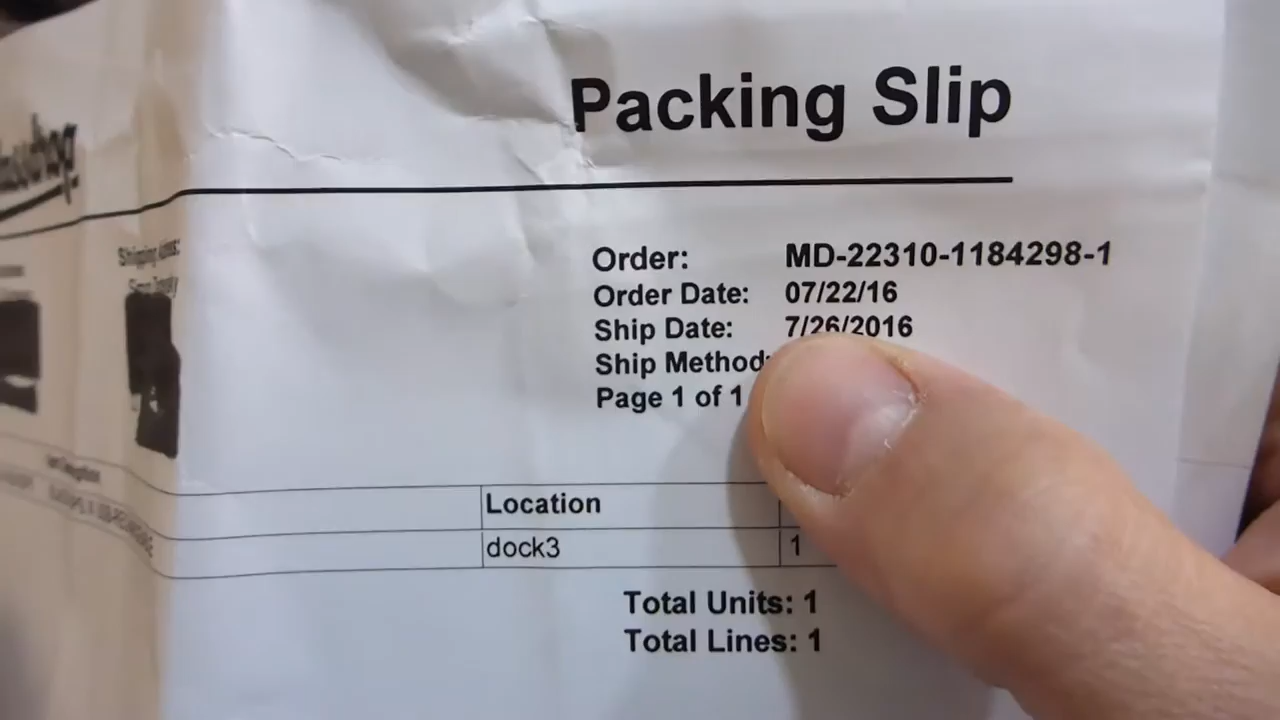 Packing Slip
Order: MD-22310-1184298-1
Order Date: 07/22/16
Ship Date: 7/26/2016
Ship Method:
Page 1 of 1
Location
dock3 1
Total Units: 1
Total Lines: 1